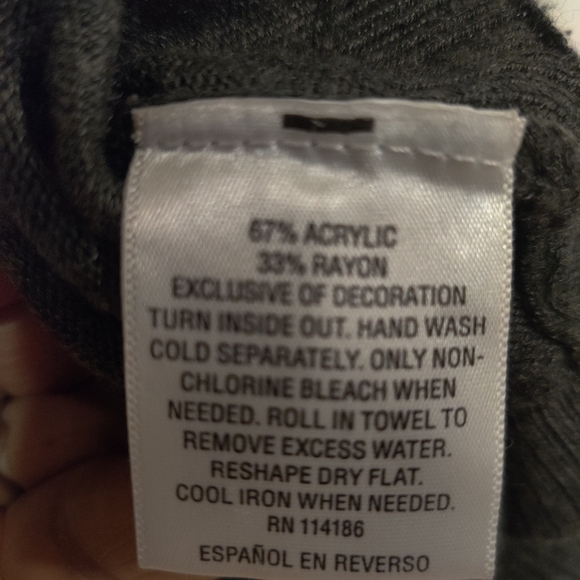 67% ACRYLIC
33% RAYON
EXCLUSIVE OF DECORATION
TURN INSIDE OUT. HAND WASH
COLD SEPARATELY. ONLY NON-
CHLORINE BLEACH WHEN
NEEDED. ROLL IN TOWEL TO
REMOVE EXCESS WATER.
RESHAPE DRY FLAT.
COOL IRON WHEN NEEDED.
RN 114186
ESPAÑOL EN REVERSO